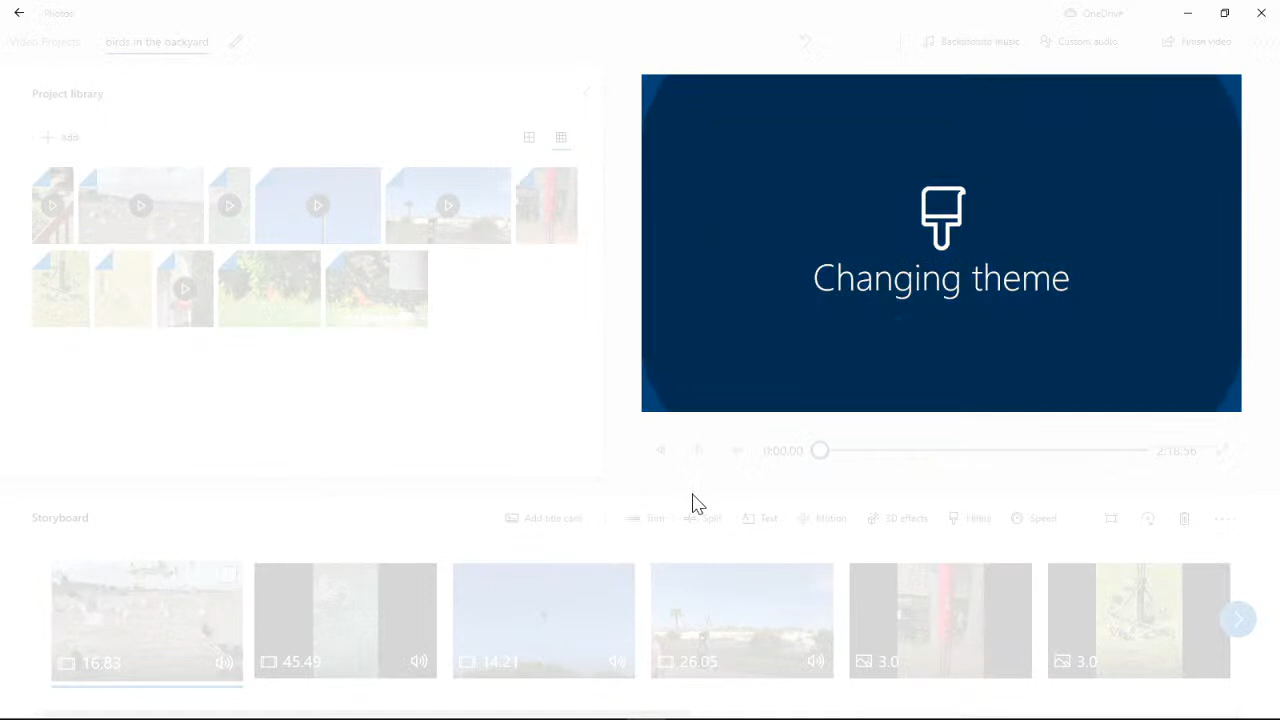 Photos
OneDrive
Video Projects
birds in the backyard
Background music
Custom audio
Finish video
Project library
Add
Changing theme
0:00.00
2:18.56
Storyboard
Add title card
Trim
Split
Text
Motion
3D effects
Filters
Speed
16.83
45.49
14.21
26.05
3.0
3.0